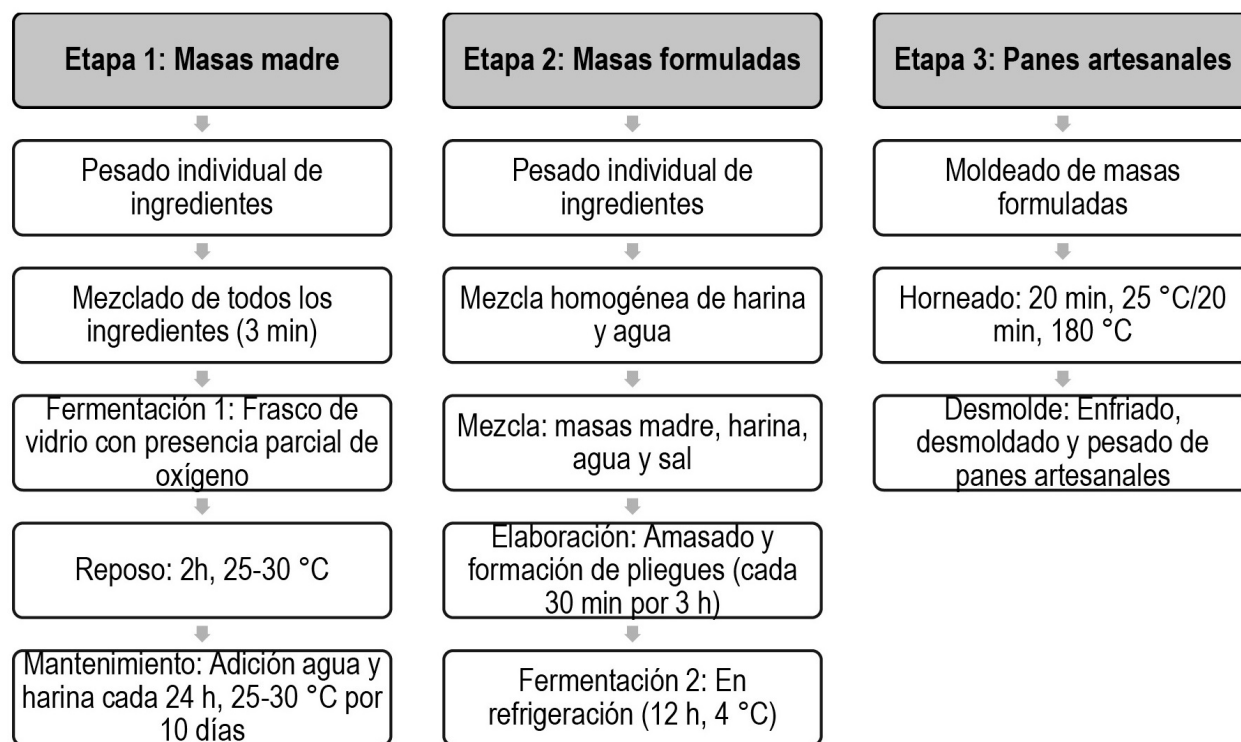 Etapa 1: Masas madre
Pesado individual de
ingredientes
Mezclado de todos los
ingredientes (3 min)
Fermentación 1: Frasco de
vidrio con presencia parcial de
oxígeno
Reposo: 2h, 25-30 °C
Mantenimiento: Adición agua y
harina cada 24 h, 25-30 °C por
10 días
Etapa 2: Masas formuladas
Pesado individual de
ingredientes
Mezcla homogénea de harina
y agua
Mezcla: masas madre, harina,
agua y sal
Elaboración: Amasado y
formación de pliegues (cada
30 min por 3 h)
Fermentación 2: En
refrigeración (12 h, 4 °C)
Etapa 3: Panes artesanales
Moldeado de masas
formuladas
Horneado: 20 min, 25 °C/20
min, 180 °C
Desmolde: Enfriado,
desmoldado y pesado de
panes artesanales